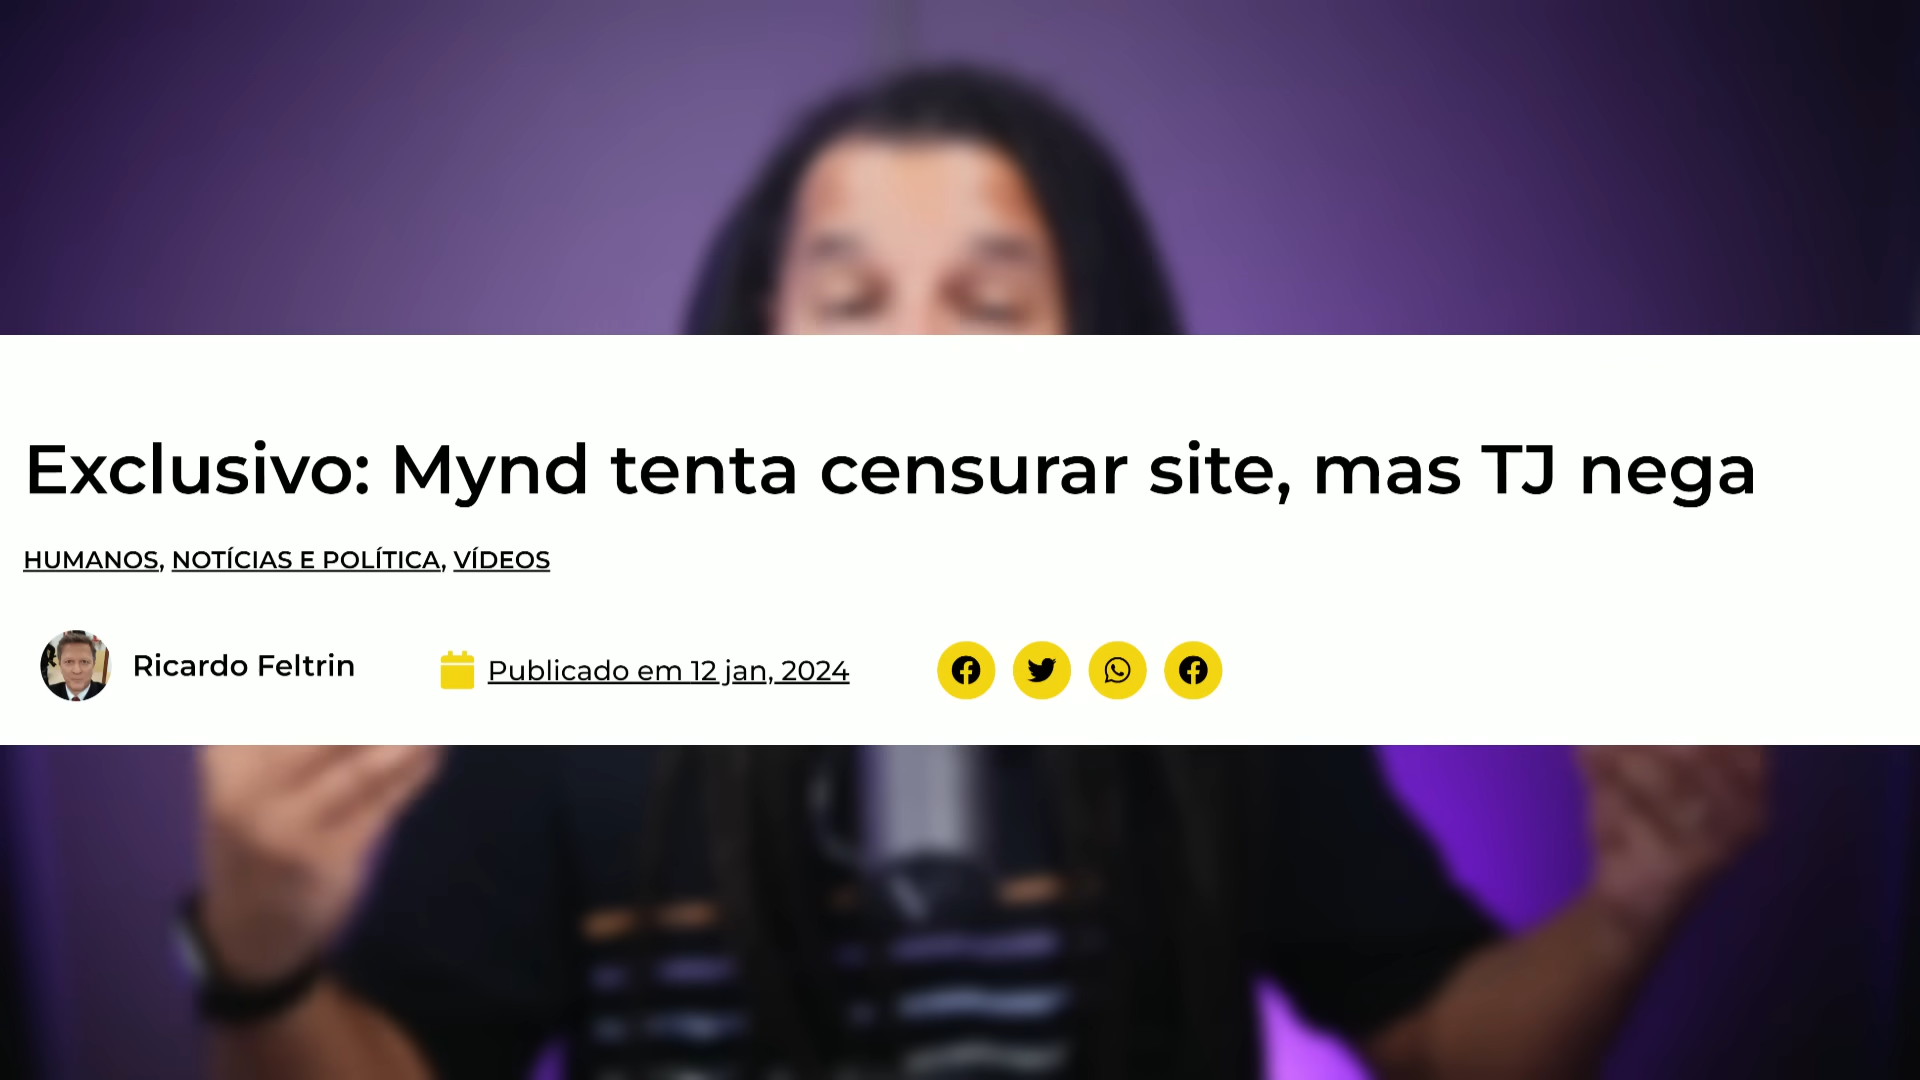 Exclusivo: Mynd tenta censurar site, mas TJ nega
HUMANOS, NOTÍCIAS E POLÍTICA, VÍDEOS
Ricardo Feltrin
Publicado em 12 jan, 2024